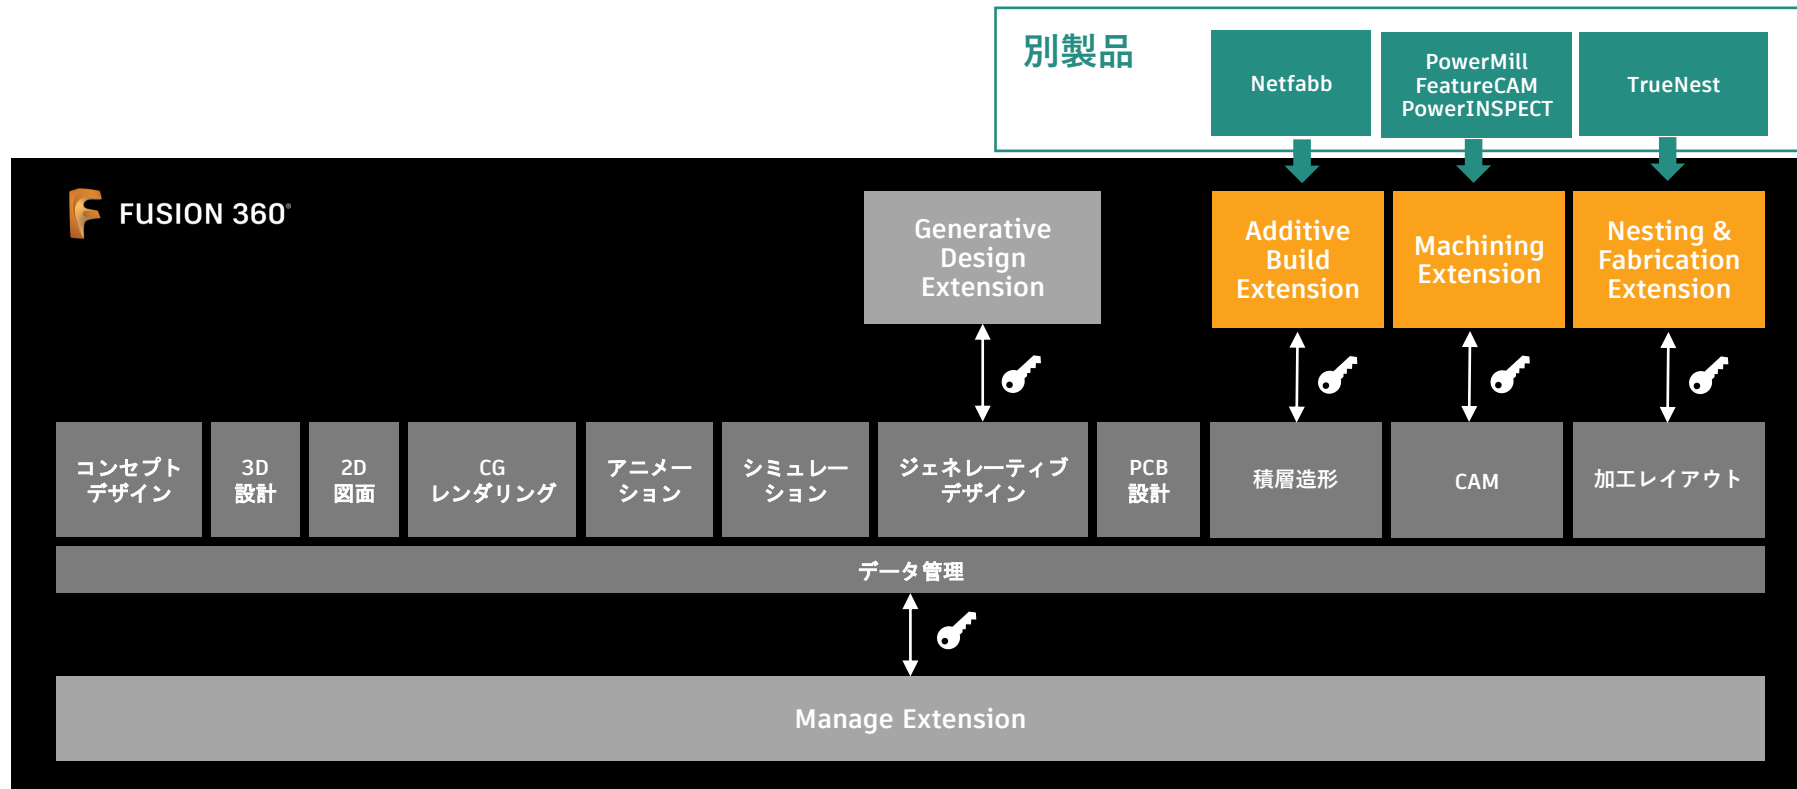 別製品
Netfabb
PowerMill
FeatureCAM
PowerINSPECT
TrueNest
FUSION 360®
Generative
Design
Extension
Additive
Build
Extension
Machining
Extension
Nesting &
Fabrication
Extension
コンセプト
デザイン
3D
設計
2D
図面
CG
レンダリング
アニメー
ション
シミュレー
ション
ジェネレーティブ
デザイン
PCB
設計
積層造形
CAM
加工レイアウト
データ管理
Manage Extension